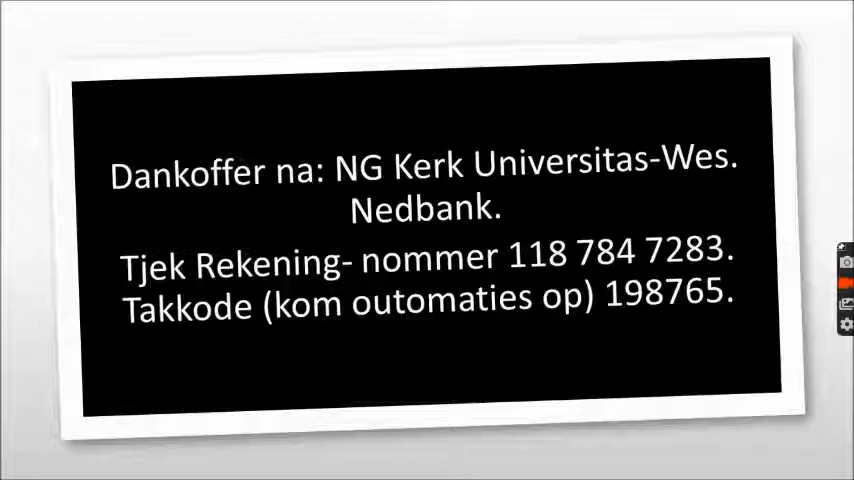 Dankoffer na: NG Kerk Universitas-Wes.
Nedbank.
Tjek Rekening- nommer 118 784 7283.
Takkode (kom outomaties op) 198765.